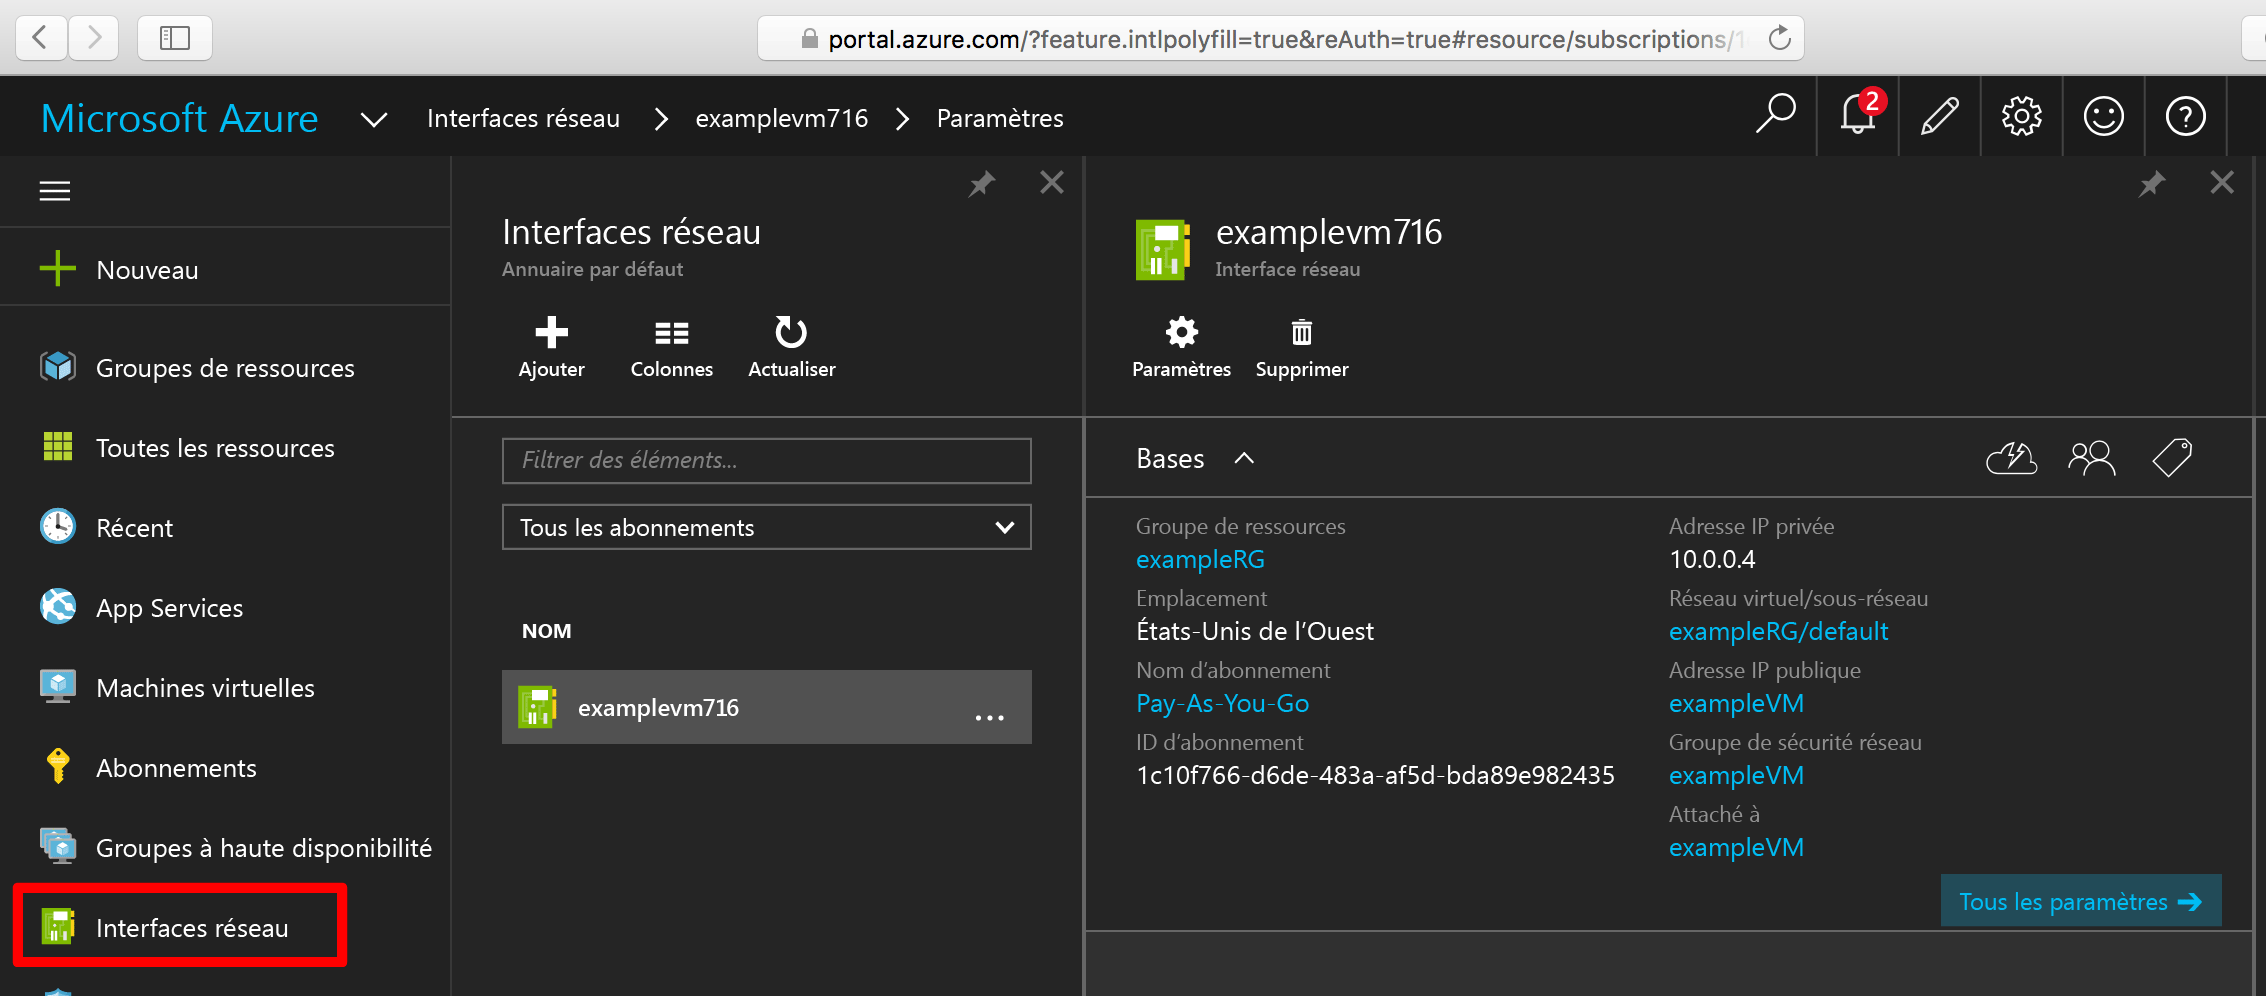 portal.azure.com/?feature.intlpolyfill=true&reAuth=true#resource/subscriptions/1
Microsoft Azure
Interfaces réseau
examplevm716
Paramètres
2
?
Nouveau
Groupes de ressources
Toutes les ressources
Récent
App Services
Machines virtuelles
Abonnements
Groupes à haute disponibilité
Interfaces réseau
Interfaces réseau
Annuaire par défaut
Ajouter
Colonnes
Actualiser
Filtrer des éléments...
Tous les abonnements
NOM
examplevm716
...
examplevm716
Interface réseau
Paramètres
Supprimer
Bases
Groupe de ressources
exampleRG
Emplacement
États-Unis de l’Ouest
Nom d’abonnement
Pay-As-You-Go
ID d’abonnement
1c10f766-d6de-483a-af5d-bda89e982435
Adresse IP privée
10.0.0.4
Réseau virtuel/sous-réseau
exampleRG/default
Adresse IP publique
exampleVM
Groupe de sécurité réseau
exampleVM
Attaché à
exampleVM
Tous les paramètres